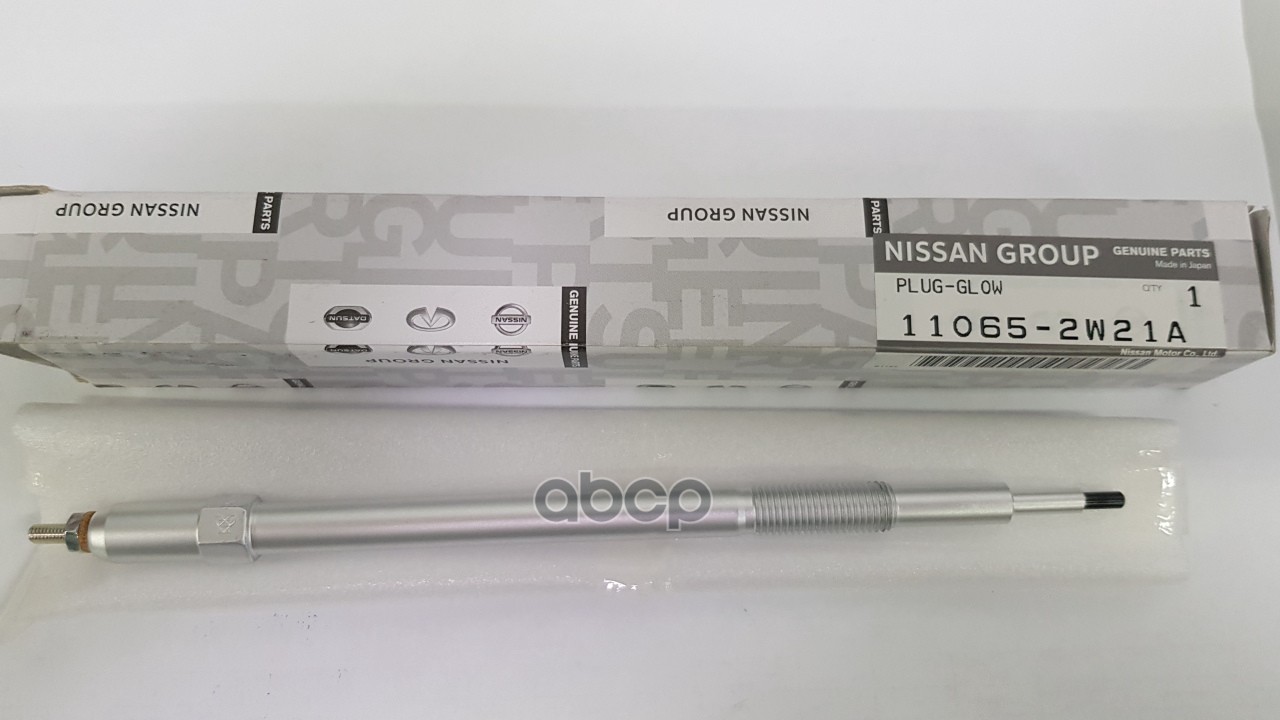 NISSAN GROUP
PARTS
NISSAN GROUP
PARTS
NISSAN GROUP GENUINE PARTS
Made in Japan
PLUG-GLOW QTY 1
11065-2W21A
Nissan Motor Co., Ltd.
DATSUN
NISSAN
GENUINE
NISSAN GROUP
abcp